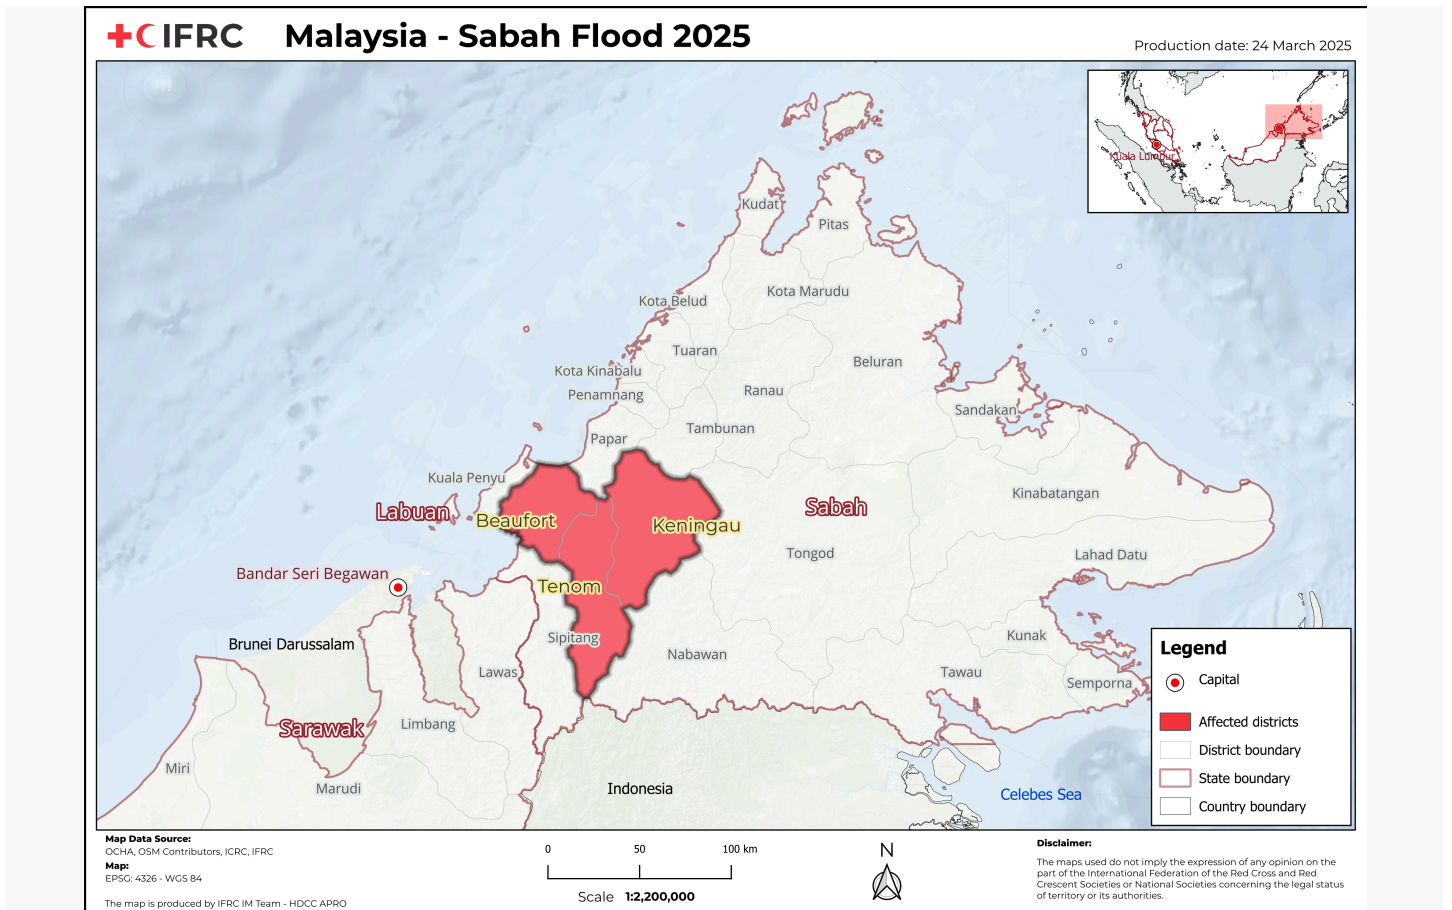 IFRC
Malaysia - Sabah Flood 2025
Production date: 24 March 2025
Kuala Lumpur
Kudat
Pitas
Kota Belud
Kota Marudu
Tuaran
Beluran
Kota Kinabalu
Ranau
Penamnang
Sandakan
Tambunan
Papar
Kuala Penyu
Kinabatangan
Labuan
Sabah
Beaufort
Keningau
Tongod
Lahad Datu
Bandar Seri Begawan
Tenom
Brunei Darussalam
Sipitang
Kunak
Nabawan
Lawas
Tawau
Semporna
Sarawak
Limbang
Miri
Marudi
Indonesia
Celebes Sea
Legend
Capital
Affected districts
District boundary
State boundary
Country boundary
Map Data Source:
OCHA, OSM Contributors, ICRC, IFRC
Map:
EPSG: 4326 - WGS 84
The map is produced by IFRC IM Team - HDCC APRO
0 50 100 km
Scale 1:2,200,000
N
Disclaimer:
The maps used do not imply the expression of any opinion on the
part of the International Federation of the Red Cross and Red
Crescent Societies or National Societies concerning the legal status
of territory or its authorities.